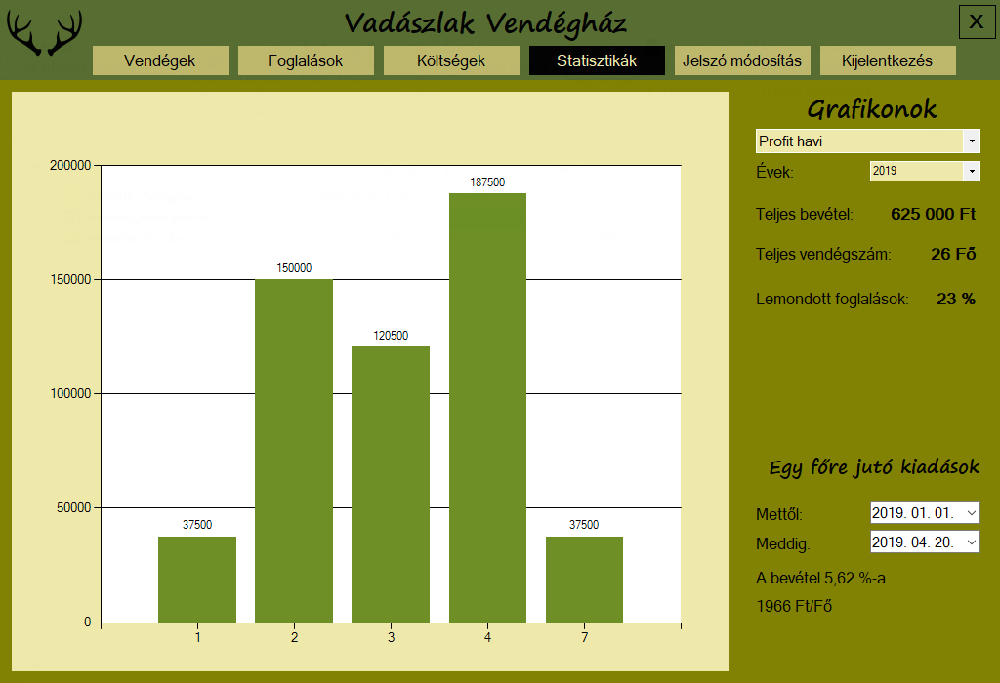 Vadászlak Vendégház
X
Vendégek Foglalások Költségek Statisztikák Jelszó módosítás Kijelentkezés
Grafikonok
Profit havi
Évek: 2019
Teljes bevétel: 625 000 Ft
Teljes vendégszám: 26 Fő
Lemondott foglalások: 23 %
200000
187500
150000
150000
120500
100000
50000
37500
37500
0
1 2 3 4 7
Egy főre jutó kiadások
Mettől: 2019. 01. 01.
Meddig: 2019. 04. 20.
A bevétel 5,62 %-a
1966 Ft/Fő